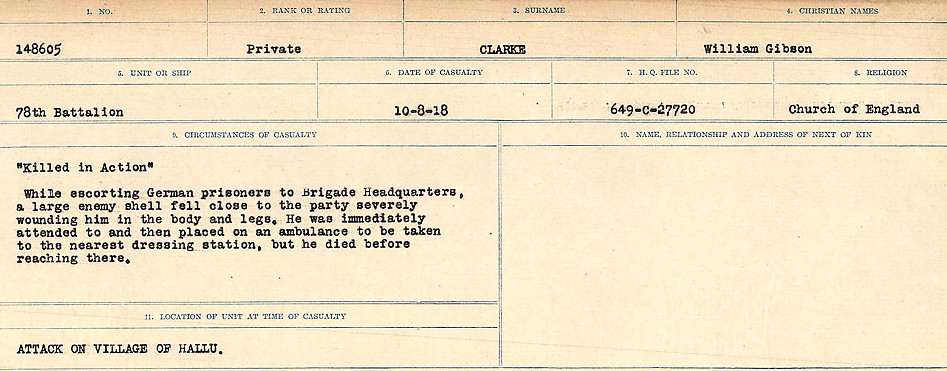 1. NO.
2. RANK OR RATING
3. SURNAME
4. CHRISTIAN NAMES
148605
Private
CLARKE
William Gibson
5. UNIT OR SHIP
6. DATE OF CASUALTY
7. H. Q. FILE NO.
8. RELIGION
78th Battalion
10-8-18
649-C-27720
Church of England
9. CIRCUMSTANCES OF CASUALTY
"Killed in Action"
While escorting German prisoners to Brigade Headquarters,
a large enemy shell fell close to the party severely
wounding him in the body and legs. He was immediately
attended to and then placed on an ambulance to be taken
to the nearest dressing station, but he died before
reaching there.
10. NAME, RELATIONSHIP AND ADDRESS OF NEXT OF KIN
11. LOCATION OF UNIT AT TIME OF CASUALTY
ATTACK ON VILLAGE OF HALLU.